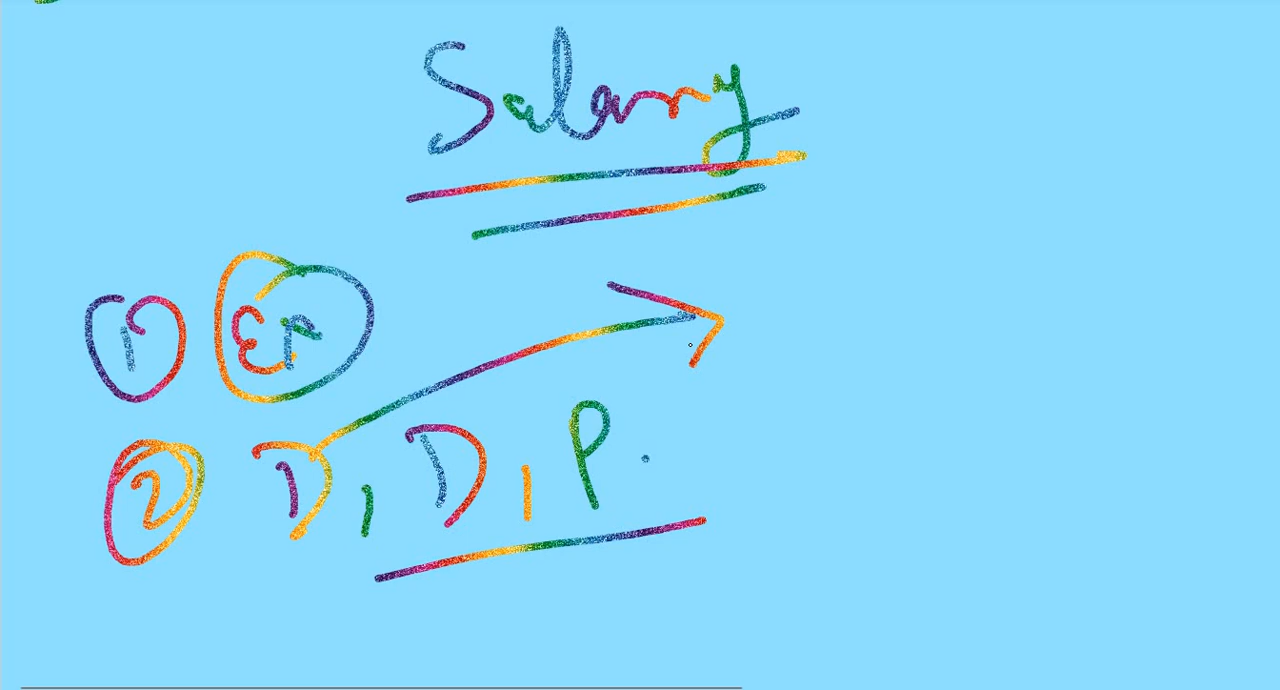 Salary
① Er
② D, D, P.